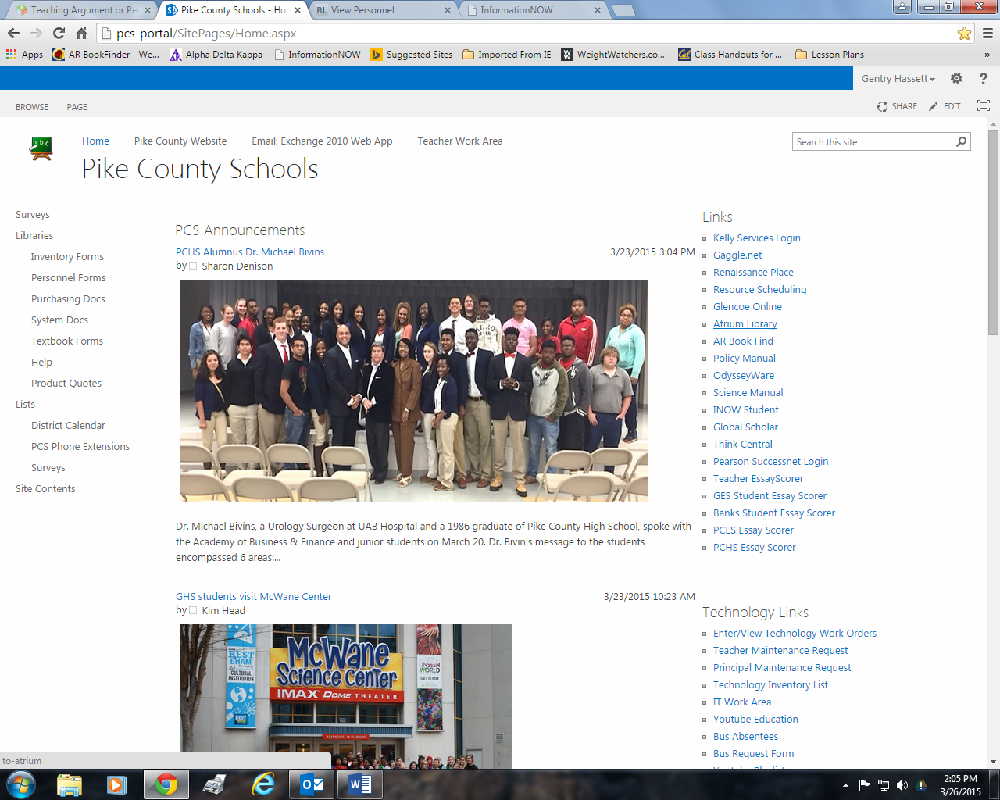 Teaching Argument or Pe
Pike County Schools - Ho
RL View Personnel
InformationNOW
pcs-portal/SitePages/Home.aspx
Apps
AR BookFinder - We...
Alpha Delta Kappa
InformationNOW
Suggested Sites
Imported From IE
WeightWatchers.co...
Class Handouts for ...
Lesson Plans
»
Gentry Hassett
?
BROWSE
PAGE
SHARE
EDIT
abc
Home
Pike County Website
Email: Exchange 2010 Web App
Teacher Work Area
Search this site
Pike County Schools
Surveys
Libraries
Inventory Forms
Personnel Forms
Purchasing Docs
System Docs
Textbook Forms
Help
Product Quotes
Lists
District Calendar
PCS Phone Extensions
Surveys
Site Contents
PCS Announcements
PCHS Alumnus Dr. Michael Bivins
3/23/2015 3:04 PM
by Sharon Denison
Dr. Michael Bivins, a Urology Surgeon at UAB Hospital and a 1986 graduate of Pike County High School, spoke with
the Academy of Business & Finance and junior students on March 20. Dr. Bivin's message to the students
encompassed 6 areas:...
GHS students visit McWane Center
3/23/2015 10:23 AM
by Kim Head
BEST
BHAM
CULTURAL
INSTITUTION
McWane
Science Center
IMAX DOME THEATER
UNSEEN
WORLD
ADVENTURES IN LEARNING
Links
Kelly Services Login
Gaggle.net
Renaissance Place
Resource Scheduling
Glencoe Online
Atrium Library
AR Book Find
Policy Manual
OdysseyWare
Science Manual
INOW Student
Global Scholar
Think Central
Pearson Successnet Login
Teacher EssayScorer
GES Student Essay Scorer
Banks Student Essay Scorer
PCES Essay Scorer
PCHS Essay Scorer
Technology Links
Enter/View Technology Work Orders
Teacher Maintenance Request
Principal Maintenance Request
Technology Inventory List
IT Work Area
Youtube Education
Bus Absentees
Bus Request Form
to-atrium
2:05 PM
3/26/2015